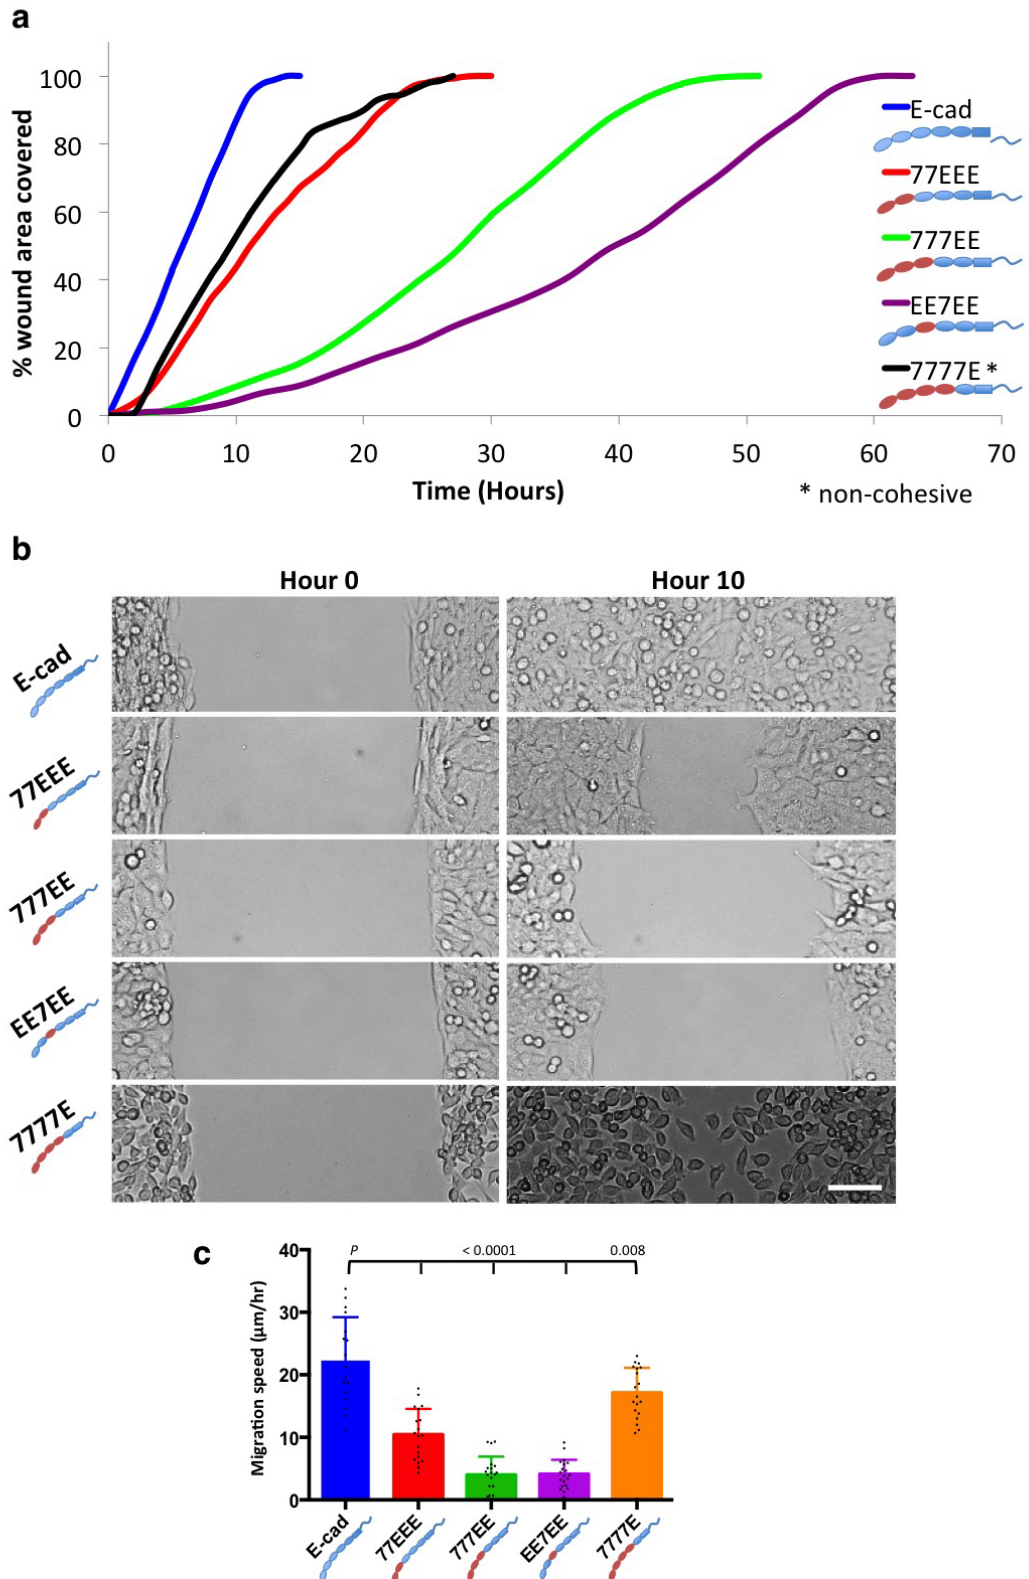 a
% wound area covered
100
80
60
40
20
0
0 10 20 30 40 50 60 70
Time (Hours)
* non-cohesive
E-cad
77EEE
777EE
EE7EE
7777E *
b
Hour 0 Hour 10
E-cad
77EEE
777EE
EE7EE
7777E
c
P < 0.0001 0.008
Migration speed (µm/hr)
40
30
20
10
0
E-cad 77EEE 777EE EE7EE 7777E